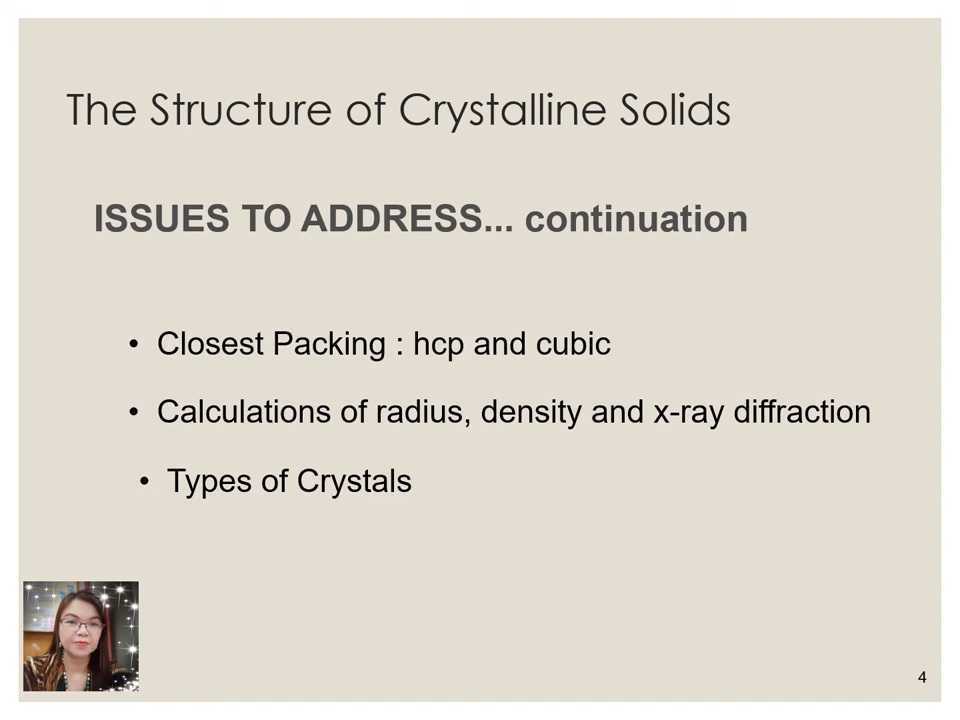 The Structure of Crystalline Solids
ISSUES TO ADDRESS... continuation
• Closest Packing : hcp and cubic
• Calculations of radius, density and x-ray diffraction
• Types of Crystals
4